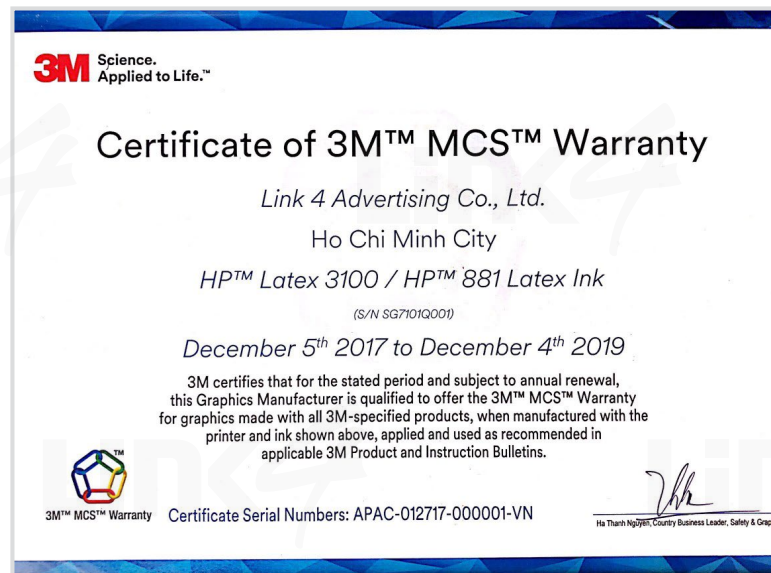 3M Science.
Applied to Life.™
Certificate of 3M™ MCS™ Warranty
Link 4 Advertising Co., Ltd.
Ho Chi Minh City
HP™ Latex 3100 / HP™ 881 Latex Ink
(S/N SG7101Q001)
December 5th 2017 to December 4th 2019
3M certifies that for the stated period and subject to annual renewal,
this Graphics Manufacturer is qualified to offer the 3M™ MCS™ Warranty
for graphics made with all 3M-specified products, when manufactured with the
printer and ink shown above, applied and used as recommended in
applicable 3M Product and Instruction Bulletins.
TM
3M™ MCS™ Warranty
Certificate Serial Numbers: APAC-012717-000001-VN
Ha Thanh Nguyen, Country Business Leader, Safety & Grap
Link4